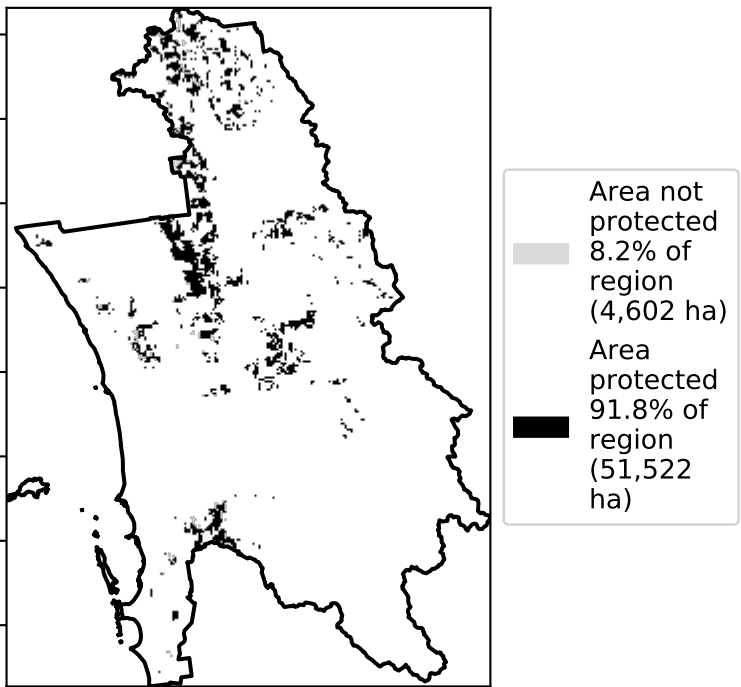 Area not
protected
8.2% of
region
(4,602 ha)
Area
protected
91.8% of
region
(51,522
ha)